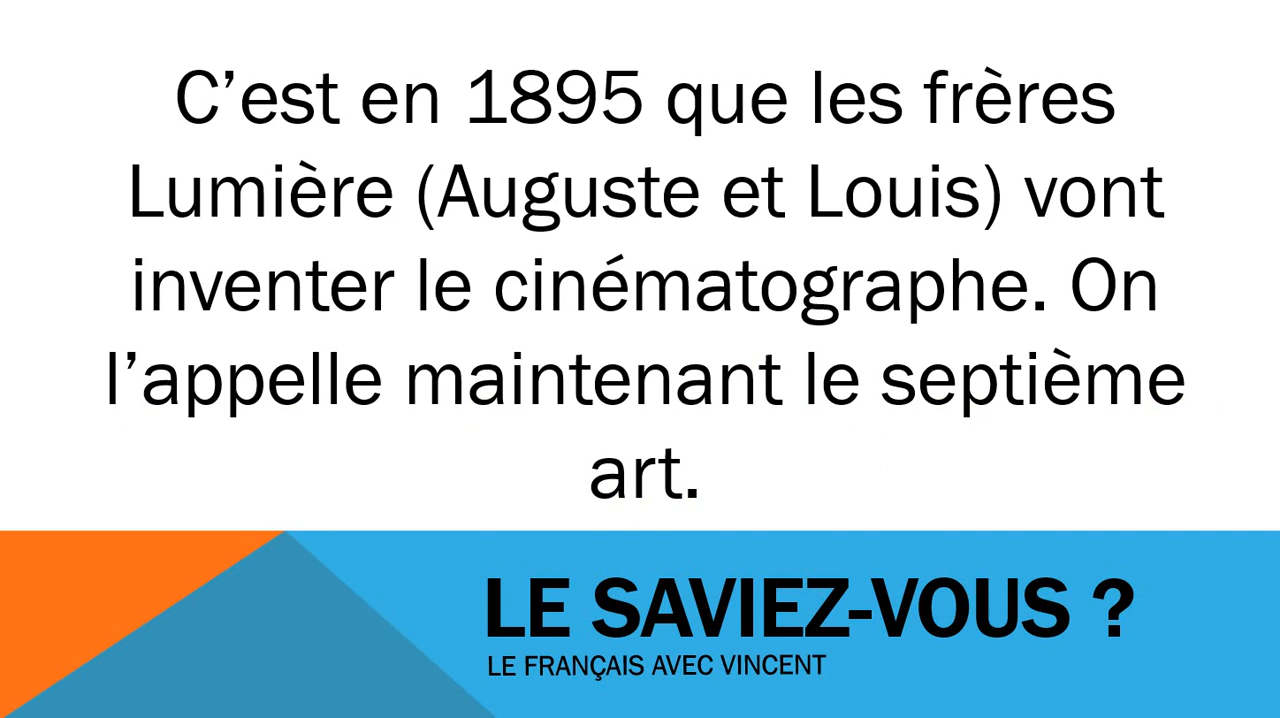 C’est en 1895 que les frères
Lumière (Auguste et Louis) vont
inventer le cinématographe. On
l’appelle maintenant le septième
art.
LE SAVIEZ-VOUS ?
LE FRANÇAIS AVEC VINCENT